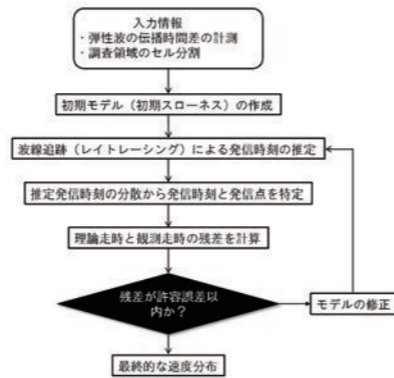 入力情報
・弾性波の伝播時間差の計測
・調査領域のセル分割
初期モデル（初期スローネス）の作成
波線追跡（レイトレーシング）による発信時刻の推定
推定発信時刻の分散から発信時刻と発信点を特定
理論走時と観測走時の残差を計算
残差が許容誤差以
内か？
モデルの修正
最終的な速度分布